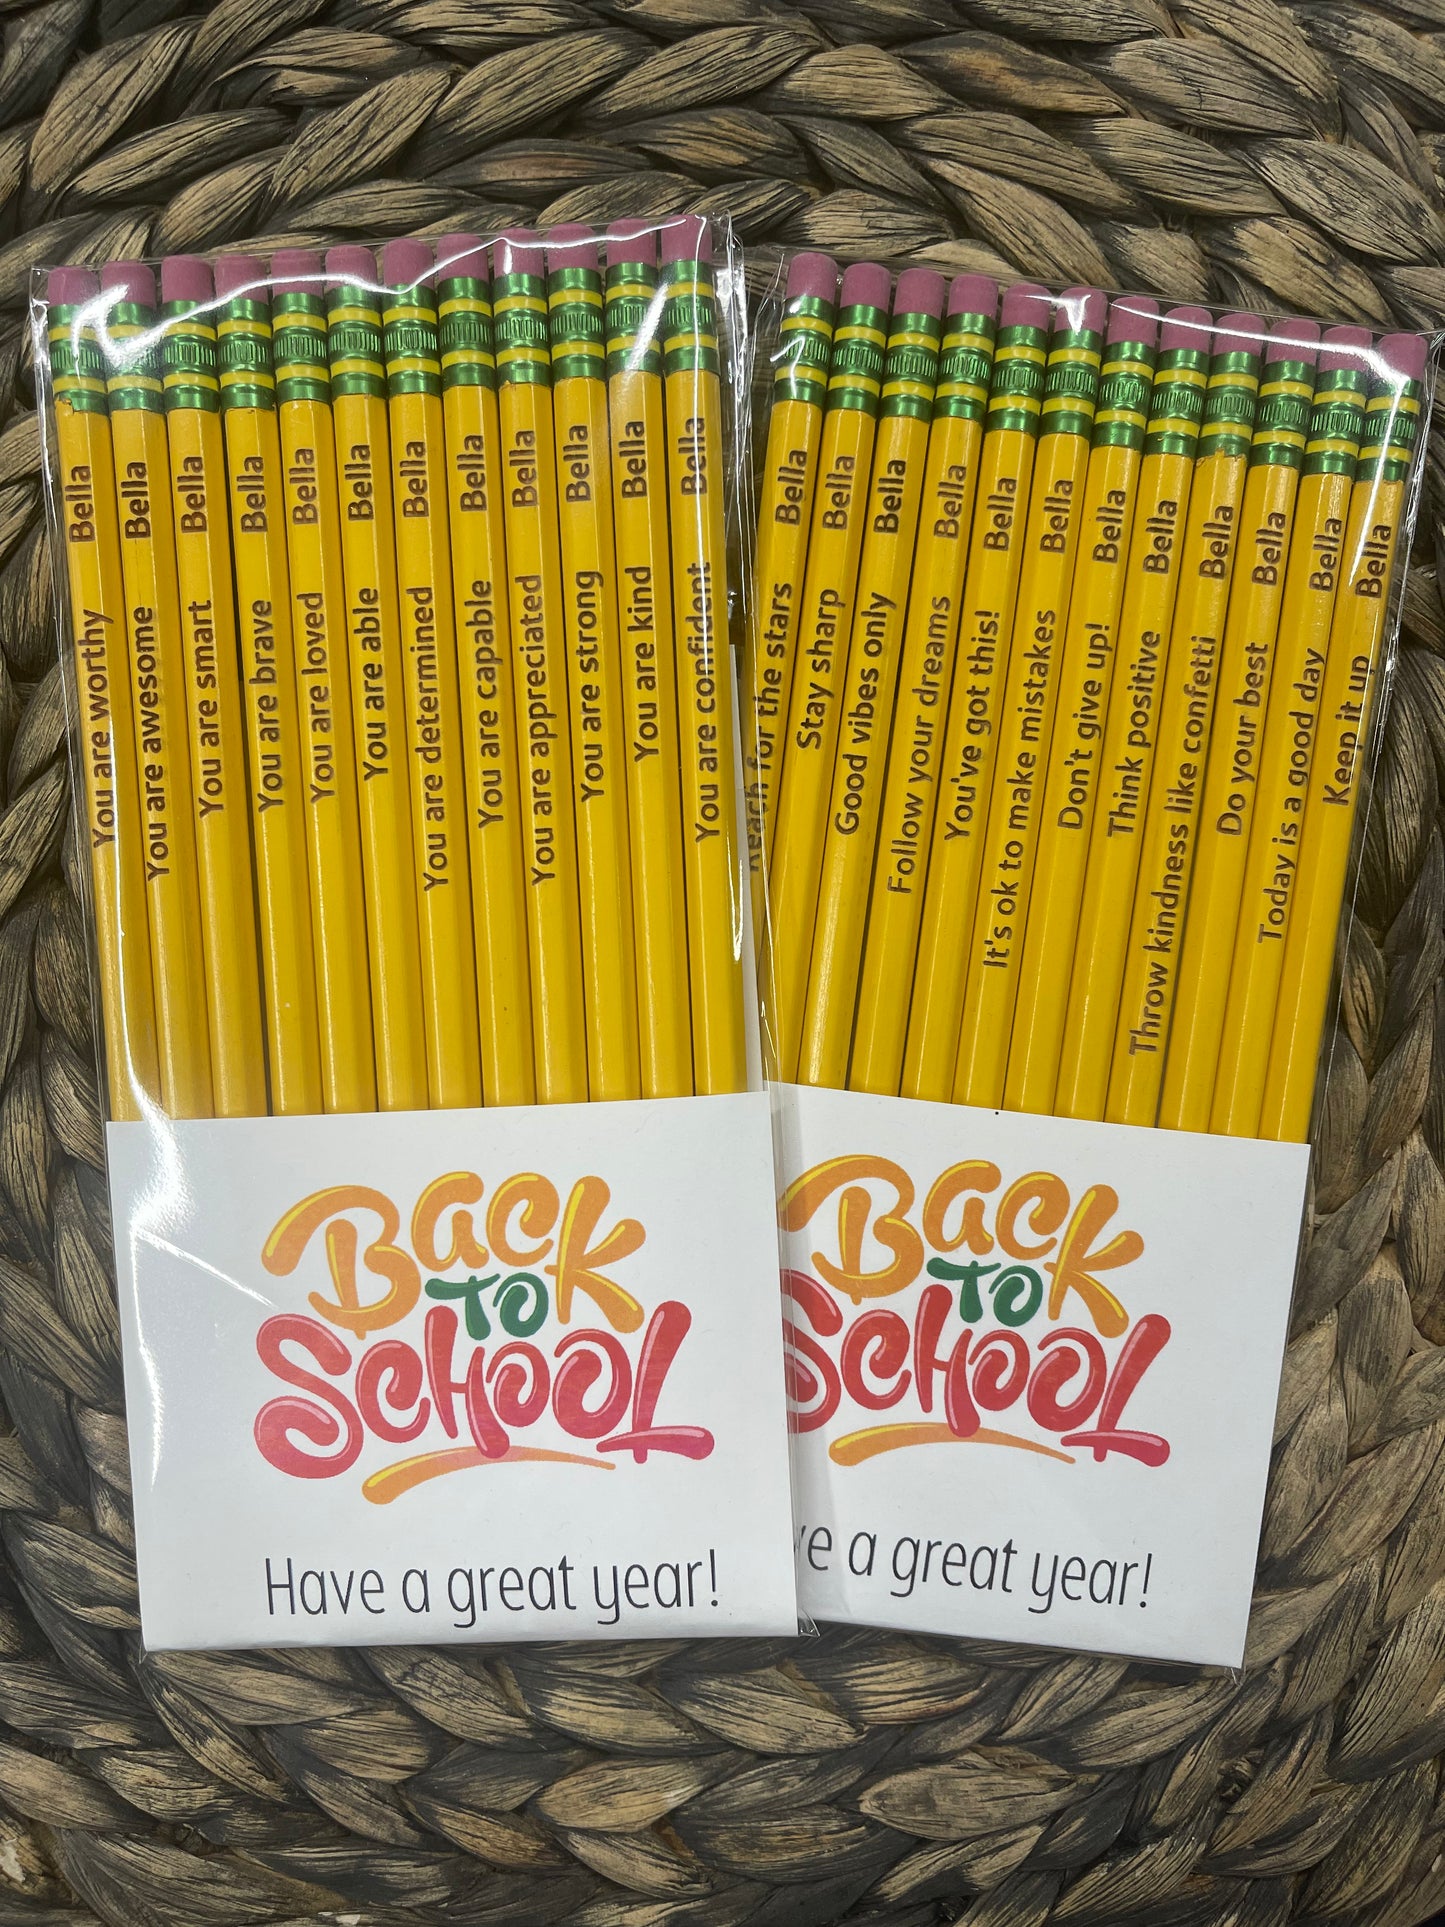 You are worthy Bella
You are awesome Bella
You are smart Bella
You are brave Bella
You are loved Bella
You are able Bella
You are determined Bella
You are capable Bella
You are appreciated Bella
You are strong Bella
You are kind Bella
You are confident Bella
Back
to
School
Have a great year!
Reach for the stars Bella
Stay sharp Bella
Good vibes only Bella
Follow your dreams Bella
You've got this! Bella
It's ok to make mistakes Bella
Don't give up! Bella
Think positive Bella
Throw kindness like confetti Bella
Do your best Bella
Today is a good day Bella
Keep it up Bella
Back
to
School
ve a great year!